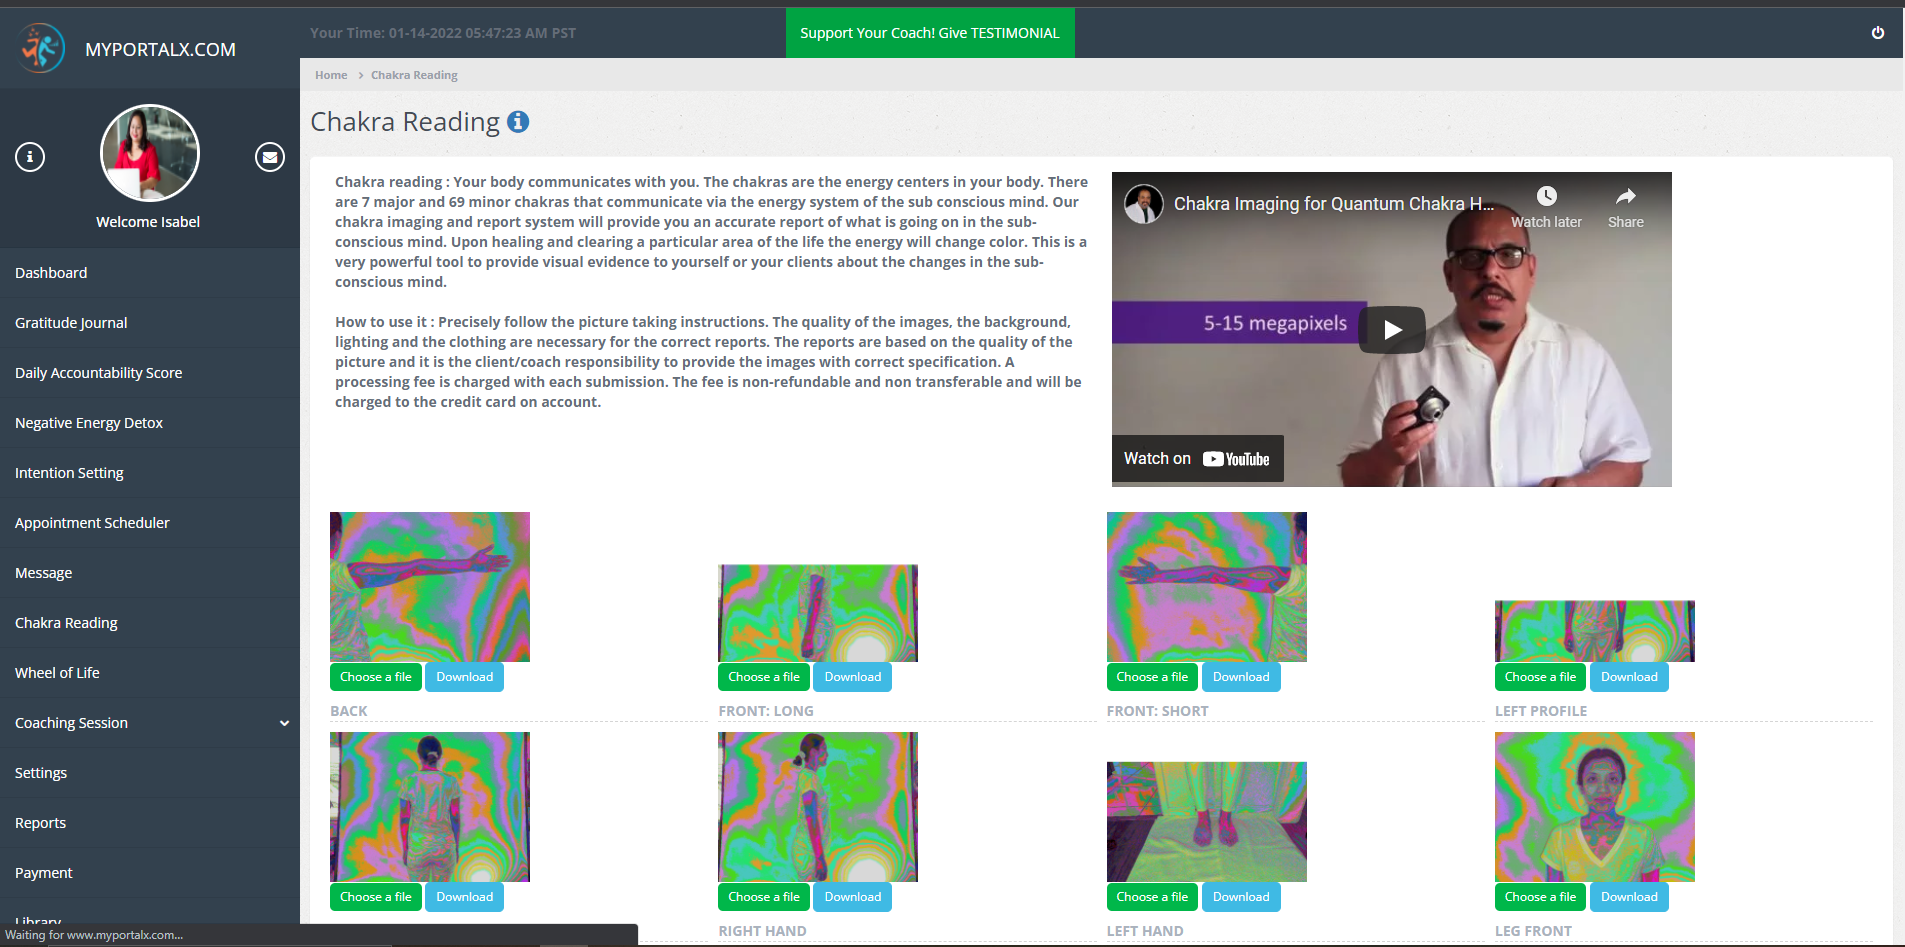 MYPORTALX.COM
Your Time: 01-14-2022 05:47:23 AM PST
Support Your Coach! Give TESTIMONIAL
Home > Chakra Reading
Welcome Isabel
Dashboard
Gratitude Journal
Daily Accountability Score
Negative Energy Detox
Intention Setting
Appointment Scheduler
Message
Chakra Reading
Wheel of Life
Coaching Session
Settings
Reports
Payment
Library
Waiting for www.myportalx.com...
Chakra Reading
Chakra reading : Your body communicates with you. The chakras are the energy centers in your body. There
are 7 major and 69 minor chakras that communicate via the energy system of the sub conscious mind. Our
chakra imaging and report system will provide you an accurate report of what is going on in the sub-
conscious mind. Upon healing and clearing a particular area of the life the energy will change color. This is a
very powerful tool to provide visual evidence to yourself or your clients about the changes in the sub-
conscious mind.
How to use it : Precisely follow the picture taking instructions. The quality of the images, the background,
lighting and the clothing are necessary for the correct reports. The reports are based on the quality of the
picture and it is the client/coach responsibility to provide the images with correct specification. A
processing fee is charged with each submission. The fee is non-refundable and non transferable and will be
charged to the credit card on account.
Chakra Imaging for Quantum Chakra H...
Watch later
Share
5-15 megapixels
Watch on YouTube
Choose a file Download Choose a file Download Choose a file Download Choose a file Download
BACK FRONT: LONG FRONT: SHORT LEFT PROFILE
Choose a file Download Choose a file Download Choose a file Download Choose a file Download
RIGHT HAND LEFT HAND LEG FRONT